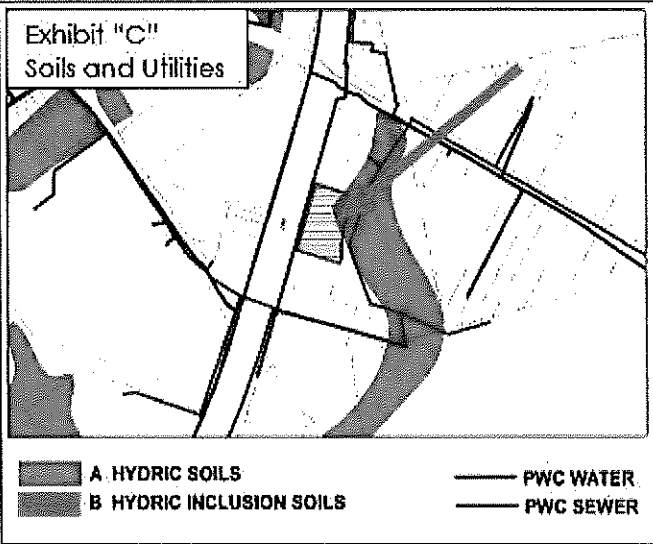 Exhibit "C"
Soils and Utilities
A HYDRIC SOILS
B HYDRIC INCLUSION SOILS
PWC WATER
PWC SEWER